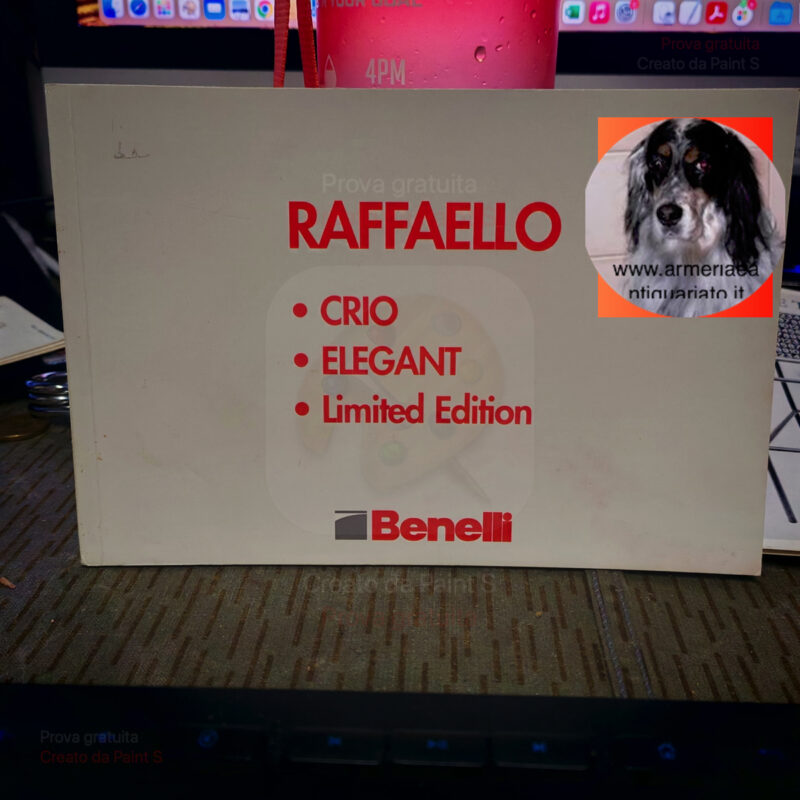 4PM
Prova gratuita
Creato da Paint S
Prova gratuita
RAFFAELLO
• CRIO
• ELEGANT
• Limited Edition
www.armeriaea
ntiquariato.it
Benelli
Creato da Paint S
Prova gratuita
Creato da Paint S